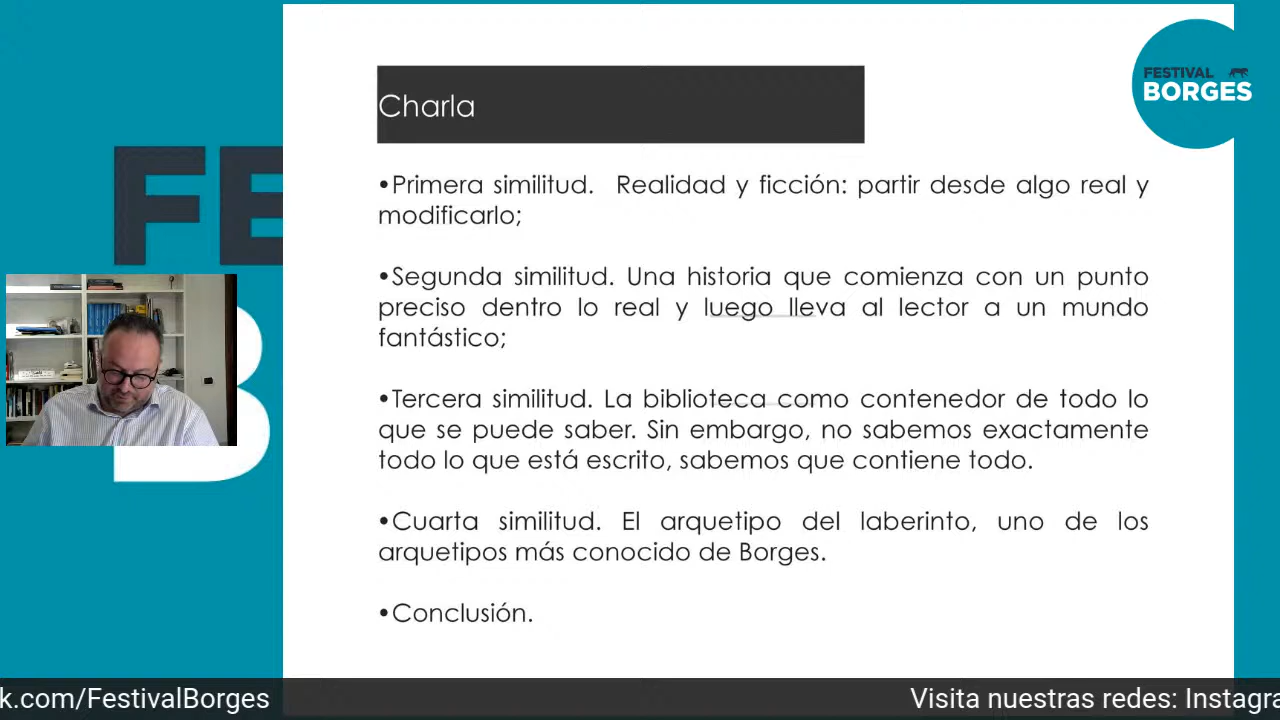 FESTIVAL
BORGES
Charla
•Primera similitud. Realidad y ficción: partir desde algo real y
modificarlo;
•Segunda similitud. Una historia que comienza con un punto
preciso dentro lo real y luego lleva al lector a un mundo
fantástico;
•Tercera similitud. La biblioteca como contenedor de todo lo
que se puede saber. Sin embargo, no sabemos exactamente
todo lo que está escrito, sabemos que contiene todo.
•Cuarta similitud. El arquetipo del laberinto, uno de los
arquetipos más conocido de Borges.
•Conclusión.
FE
B
k.com/FestivalBorges
Visita nuestras redes: Instagra